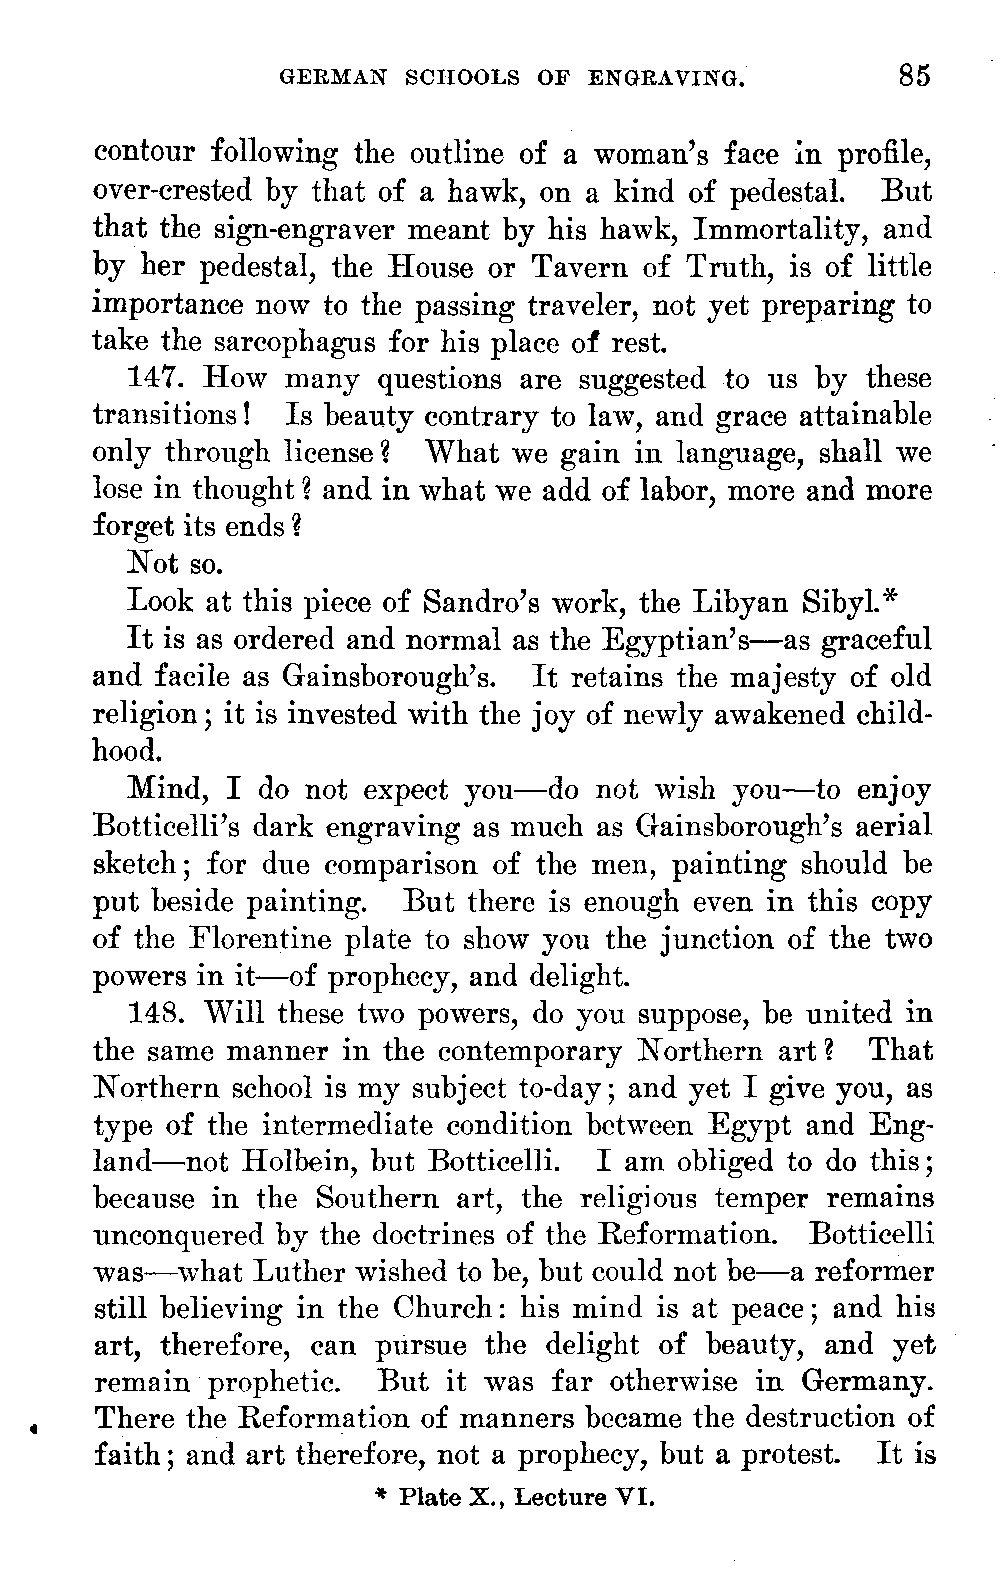 GERMAN SCHOOLS OF ENGRAVING. 85
contour following the outline of a woman's face in profile,
over-crested by that of a hawk, on a kind of pedestal. But
that the sign-engraver meant by his hawk, Immortality, and
by her pedestal, the House or Tavern of Truth, is of little
importance now to the passing traveler, not yet preparing to
take the sarcophagus for his place of rest.
147. How many questions are suggested to us by these
transitions! Is beauty contrary to law, and grace attainable
only through license? What we gain in language, shall we
lose in thought? and in what we add of labor, more and more
forget its ends?
Not so.
Look at this piece of Sandro's work, the Libyan Sibyl.*
It is as ordered and normal as the Egyptian's—as graceful
and facile as Gainsborough's. It retains the majesty of old
religion; it is invested with the joy of newly awakened child-
hood.
Mind, I do not expect you—do not wish you—to enjoy
Botticelli's dark engraving as much as Gainsborough's aerial
sketch; for due comparison of the men, painting should be
put beside painting. But there is enough even in this copy
of the Florentine plate to show you the junction of the two
powers in it—of prophecy, and delight.
148. Will these two powers, do you suppose, be united in
the same manner in the contemporary Northern art? That
Northern school is my subject to-day; and yet I give you, as
type of the intermediate condition between Egypt and Eng-
land—not Holbein, but Botticelli. I am obliged to do this;
because in the Southern art, the religious temper remains
unconquered by the doctrines of the Reformation. Botticelli
was—what Luther wished to be, but could not be—a reformer
still believing in the Church: his mind is at peace; and his
art, therefore, can pursue the delight of beauty, and yet
remain prophetic. But it was far otherwise in Germany.
There the Reformation of manners became the destruction of
faith; and art therefore, not a prophecy, but a protest. It is
* Plate X., Lecture VI.